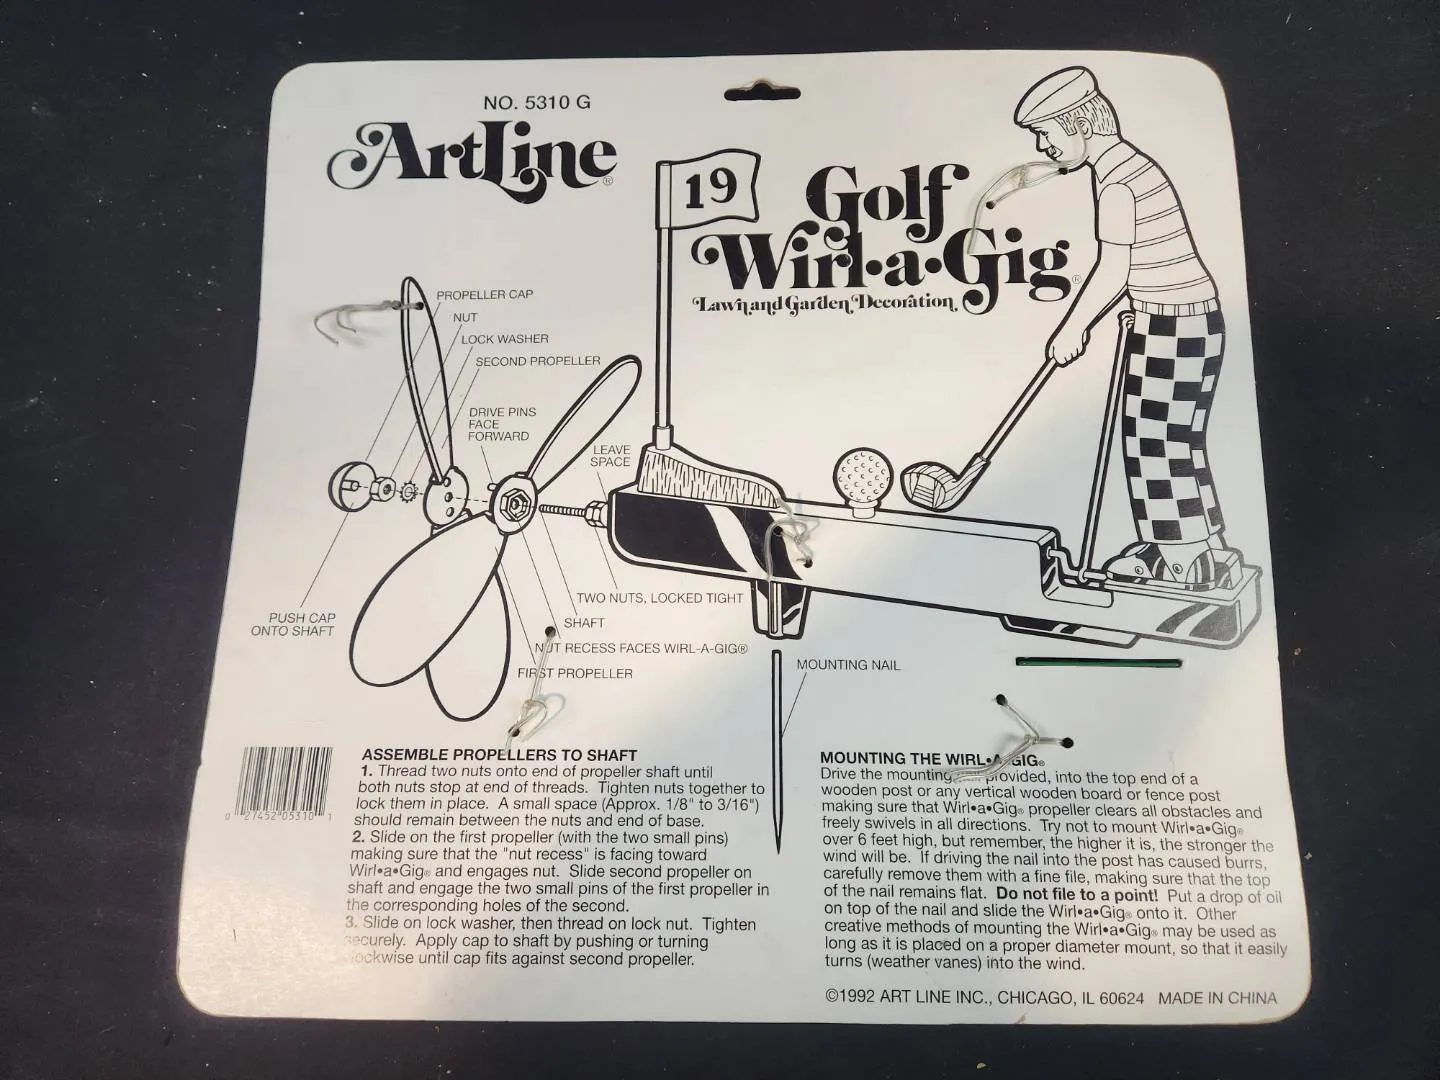 NO. 5310 G
ArtLine®
19
Golf
Wirl•a•Gig®
Lawn and Garden Decoration
PROPELLER CAP
NUT
LOCK WASHER
SECOND PROPELLER
DRIVE PINS
FACE
FORWARD
LEAVE
SPACE
PUSH CAP
ONTO SHAFT
TWO NUTS, LOCKED TIGHT
SHAFT
NUT RECESS FACES WIRL-A-GIG®
FIRST PROPELLER
MOUNTING NAIL
ASSEMBLE PROPELLERS TO SHAFT
1. Thread two nuts onto end of propeller shaft until
both nuts stop at end of threads. Tighten nuts together to
lock them in place. A small space (Approx. 1/8" to 3/16")
should remain between the nuts and end of base.
2. Slide on the first propeller (with the two small pins)
making sure that the "nut recess" is facing toward
Wirl•a•Gig® and engages nut. Slide second propeller on
shaft and engage the two small pins of the first propeller in
the corresponding holes of the second.
3. Slide on lock washer, then thread on lock nut. Tighten
securely. Apply cap to shaft by pushing or turning
clockwise until cap fits against second propeller.
0 27452 05310 1
MOUNTING THE WIRL•A•GIG®
Drive the mounting provided, into the top end of a
wooden post or any vertical wooden board or fence post
making sure that Wirl•a•Gig® propeller clears all obstacles and
freely swivels in all directions. Try not to mount Wirl•a•Gig®
over 6 feet high, but remember, the higher it is, the stronger the
wind will be. If driving the nail into the post has caused burrs,
carefully remove them with a fine file, making sure that the top
of the nail remains flat. Do not file to a point! Put a drop of oil
on top of the nail and slide the Wirl•a•Gig® onto it. Other
creative methods of mounting the Wirl•a•Gig® may be used as
long as it is placed on a proper diameter mount, so that it easily
turns (weather vanes) into the wind.
©1992 ART LINE INC., CHICAGO, IL 60624 MADE IN CHINA